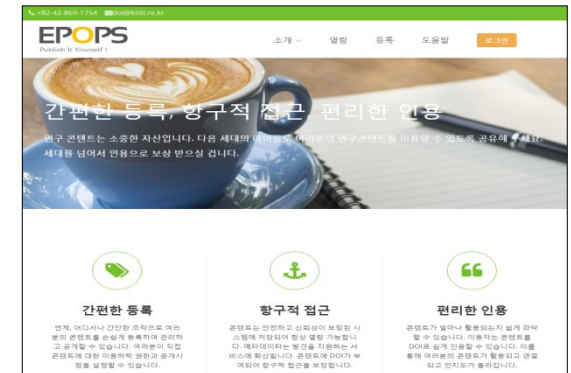 +82-42-869-1754 doi@kisti.re.kr
EPOPS
Publish It Yourself !
소개 열람 등록 도움말 로그인
간편한 등록, 항구적 접근, 편리한 인용
연구 콘텐트는 소중한 자산입니다. 다음 세대의 아이들도 여러분의 연구콘텐트를 이용할 수 있도록 공유해 주세요.
세대를 넘어서 인용으로 보상 받으실 겁니다.
간편한 등록
언제, 어디서나 간단한 조작으로 여러
분의 콘텐트를 손쉽게 등록하여 관리하
고 공개할 수 있습니다. 여러분이 직접
콘텐트에 대한 이용허락 권한과 공개시
점을 설정할 수 있습니다.
항구적 접근
콘텐트는 안전하고 신뢰성이 보장된 시
스템에 저장되어 항상 열람 가능합니
다. 메타데이터는 발견을 지원하는 서
비스에 확산됩니다. 콘텐트에 DOI가 부
여되어 항구적 접근을 보장합니다.
편리한 인용
콘텐트가 얼마나 활용되는지 쉽게 파악
할 수 있습니다. 이용자는 콘텐트를
DOI로 쉽게 인용할 수 있습니다. 이를
통해 여러분의 콘텐트가 활용되고 연결
되고 인지도가 올라갑니다.